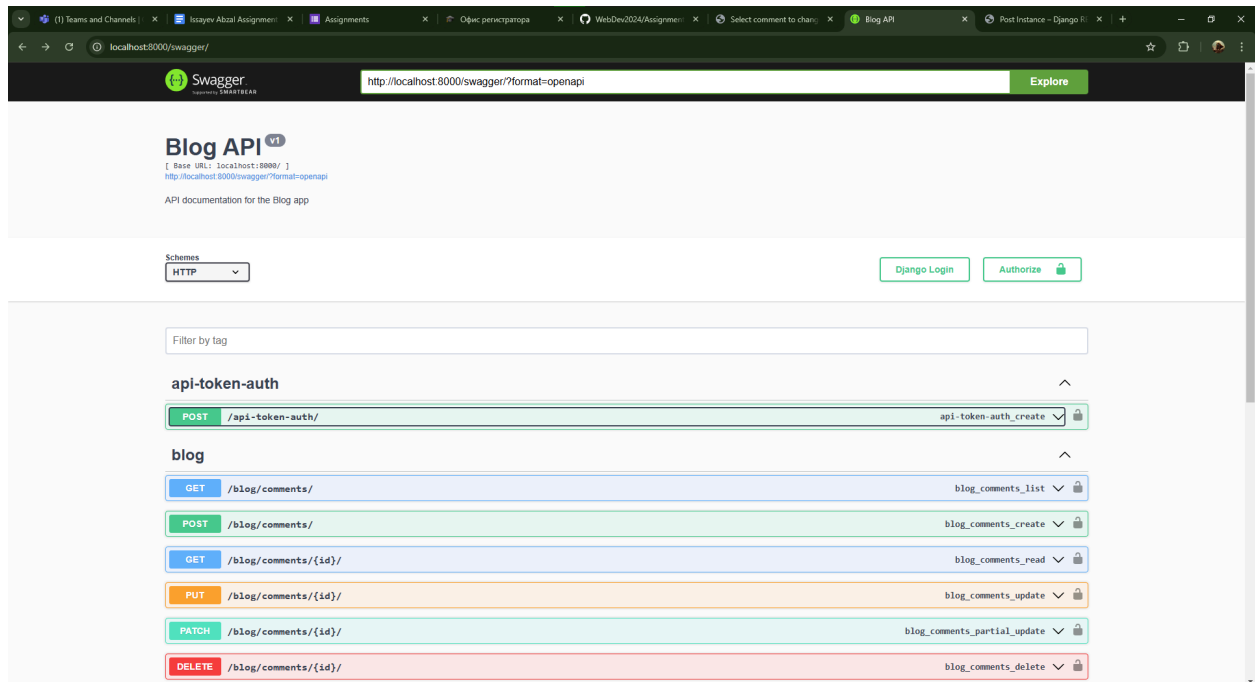 (1) Teams and Channels |
Issayev Abzal Assignment
Assignments
Офис регистратора
WebDev2024/Assignment
Select comment to chang
Blog API
Post Instance – Django RE
localhost:8000/swagger/
Swagger.
Supported by SMARTBEAR
http://localhost:8000/swagger/?format=openapi
Explore
Blog API v1
[ Base URL: localhost:8000/ ]
http://localhost:8000/swagger/?format=openapi
API documentation for the Blog app
Schemes
HTTP
Django Login
Authorize
Filter by tag
api-token-auth
POST /api-token-auth/ api-token-auth_create
blog
GET /blog/comments/ blog_comments_list
POST /blog/comments/ blog_comments_create
GET /blog/comments/{id}/ blog_comments_read
PUT /blog/comments/{id}/ blog_comments_update
PATCH /blog/comments/{id}/ blog_comments_partial_update
DELETE /blog/comments/{id}/ blog_comments_delete